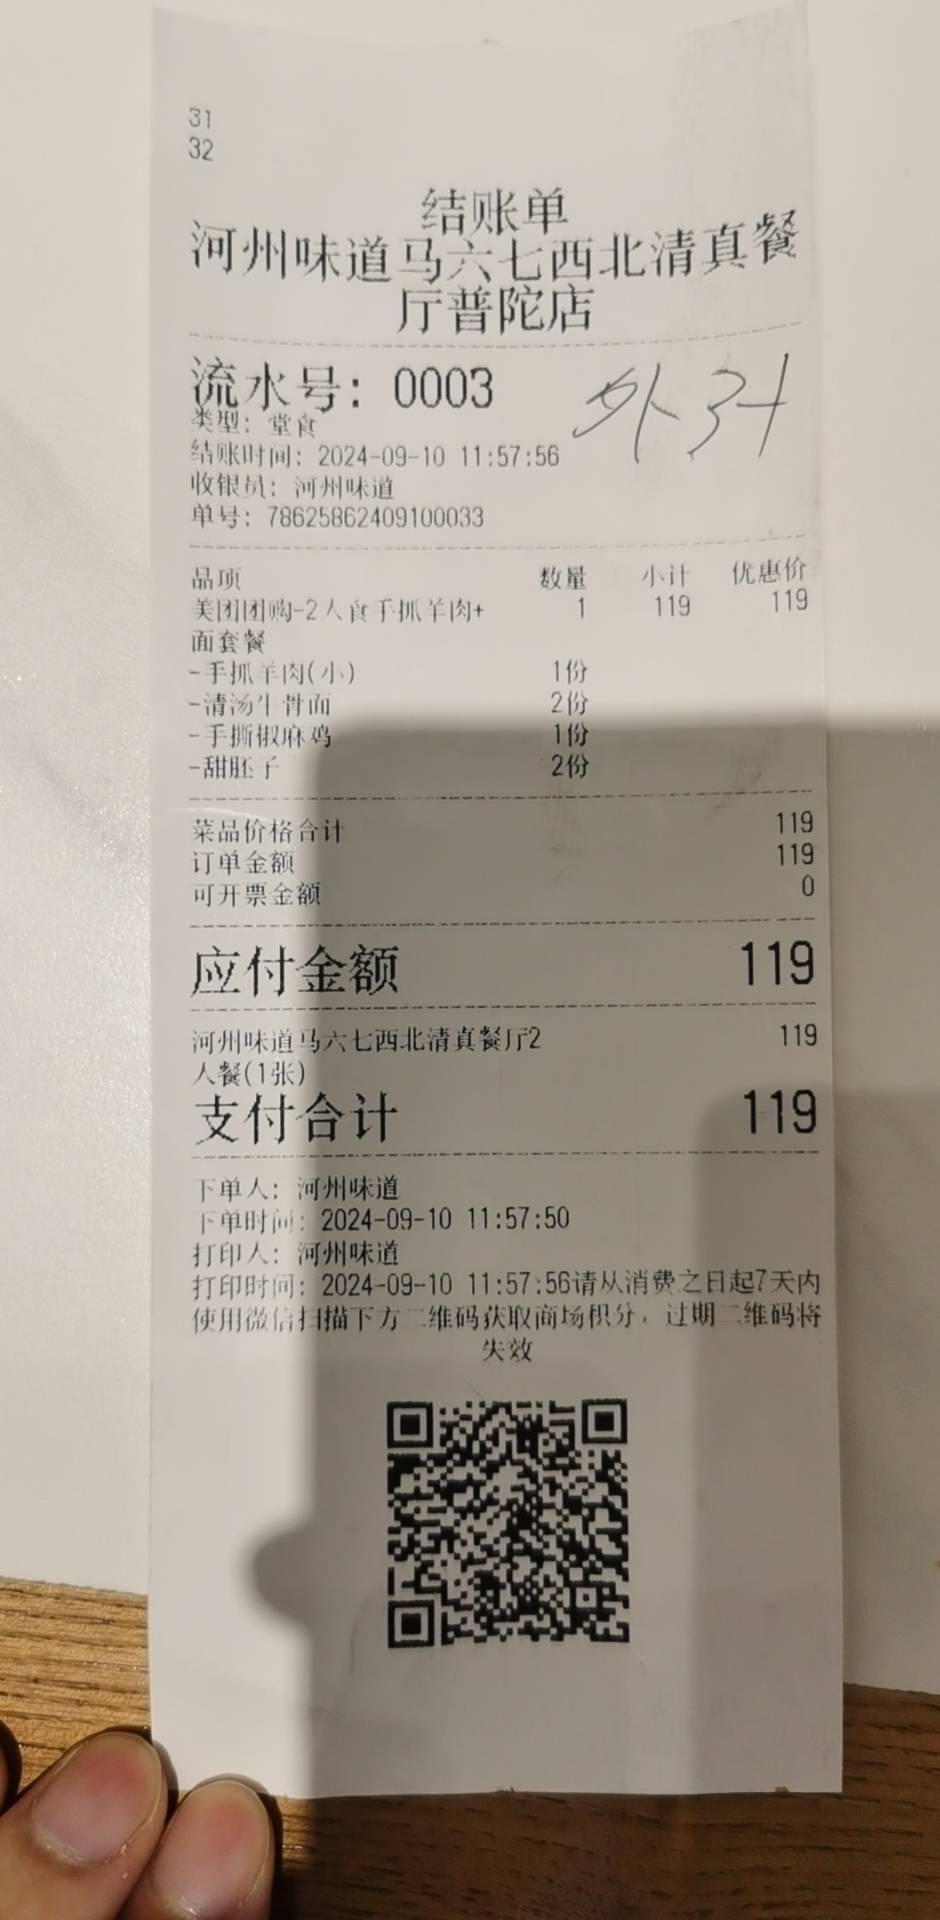 31
32
结账单
河州味道马六七西北清真餐
厅普陀店
流水号: 0003
类型: 堂食
结账时间: 2024-09-10 11:57:56
收银员: 河州味道
单号: 78625862409100033
品项 数量 小计 优惠价
美团团购-2人食手抓羊肉+ 1 119 119
面套餐
-手抓羊肉(小) 1份
-清汤牛骨面 2份
-手撕椒麻鸡 1份
-甜胚子 2份
菜品价格合计 119
订单金额 119
可开票金额 0
应付金额 119
河州味道马六七西北清真餐厅2 119
人餐(1张)
支付合计 119
下单人: 河州味道
下单时间: 2024-09-10 11:57:50
打印人: 河州味道
打印时间: 2024-09-10 11:57:56请从消费之日起7天内
使用微信扫描下方二维码获取商场积分，过期二维码将
失效